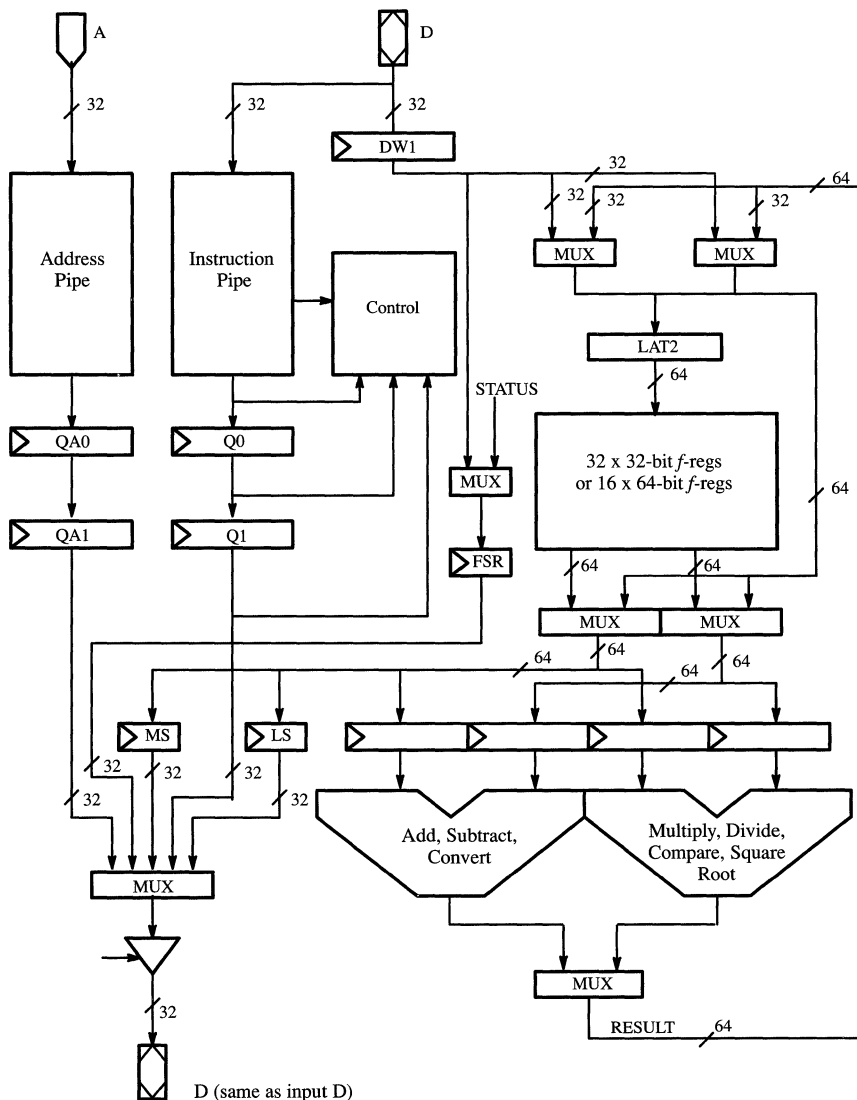 A
D
32
32
32
DW1
32
64
32
32
32
MUX
MUX
Address
Pipe
Instruction
Pipe
Control
LAT2
64
STATUS
QA0
Q0
32 x 32-bit f-regs
or 16 x 64-bit f-regs
MUX
64
QA1
Q1
FSR
64
64
MUX
MUX
64
64
64
64
MS
LS
32
32
32
32
32
Add, Subtract,
Convert
Multiply, Divide,
Compare, Square
Root
MUX
MUX
32
RESULT
64
D (same as input D)